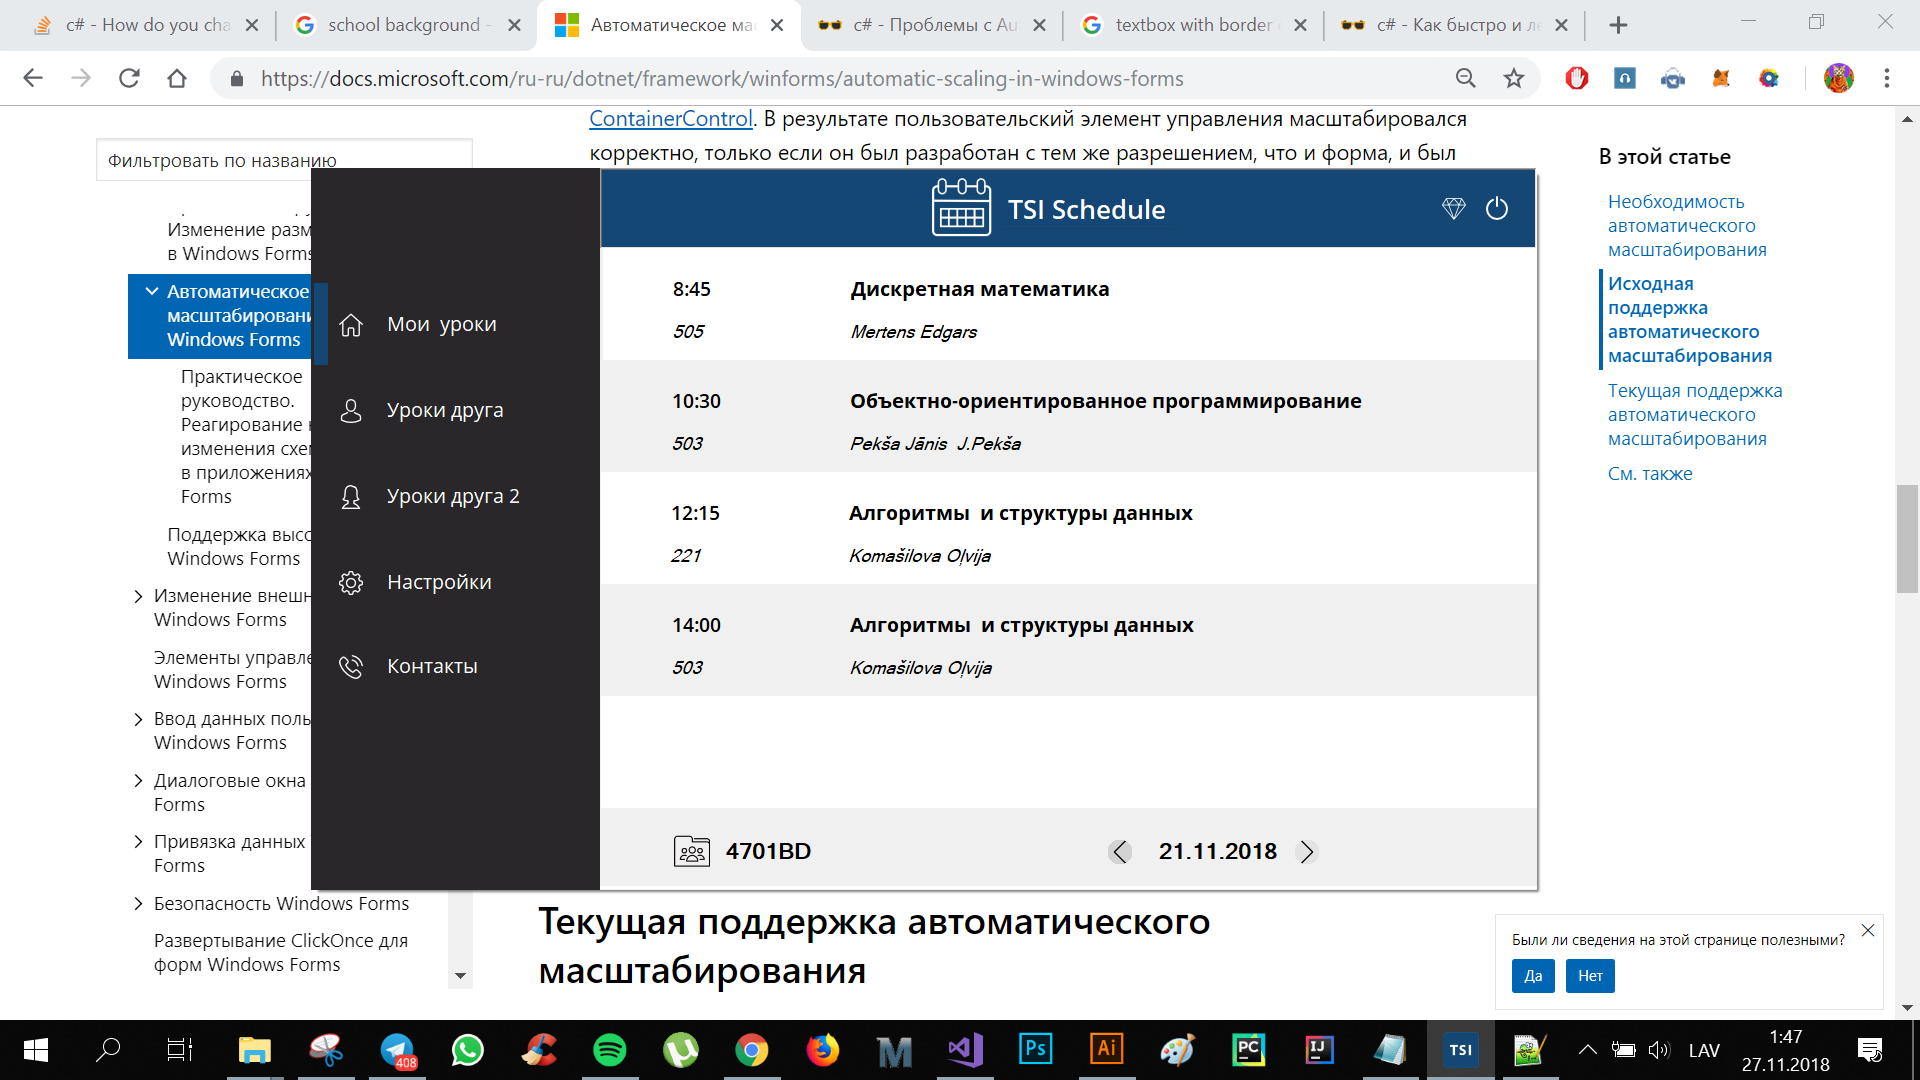 c# - How do you cha
school background -
Автоматическое мас
c# - Проблемы с Au
textbox with border
c# - Как быстро и ле
https://docs.microsoft.com/ru-ru/dotnet/framework/winforms/automatic-scaling-in-windows-forms
ContainerControl. В результате пользовательский элемент управления масштабировался
корректно, только если он был разработан с тем же разрешением, что и форма, и был
Фильтровать по названию
Изменение разм
в Windows Forms
Автоматическое
масштабировани
Windows Forms
Практическое
руководство.
Реагирование
изменения схе
в приложениях
Forms
Поддержка высо
Windows Forms
Изменение внешн
Windows Forms
Элементы управле
Windows Forms
Ввод данных поль
Windows Forms
Диалоговые окна
Forms
Привязка данных
Forms
Безопасность Windows Forms
Развертывание ClickOnce для
форм Windows Forms
TSI Schedule
Мои уроки
Уроки друга
Уроки друга 2
Настройки
Контакты
8:45 Дискретная математика
505 Mertens Edgars
10:30 Объектно-ориентированное программирование
503 Pekša Jānis J.Pekša
12:15 Алгоритмы и структуры данных
221 Komašilova Oļvija
14:00 Алгоритмы и структуры данных
503 Komašilova Oļvija
4701BD
21.11.2018
Текущая поддержка автоматического
масштабирования
В этой статье
Необходимость
автоматического
масштабирования
Исходная
поддержка
автоматического
масштабирования
Текущая поддержка
автоматического
масштабирования
См. также
Были ли сведения на этой странице полезными?
Да
Нет
408
M
Ps
Ai
PC
IJ
TSI
LAV
1:47
27.11.2018